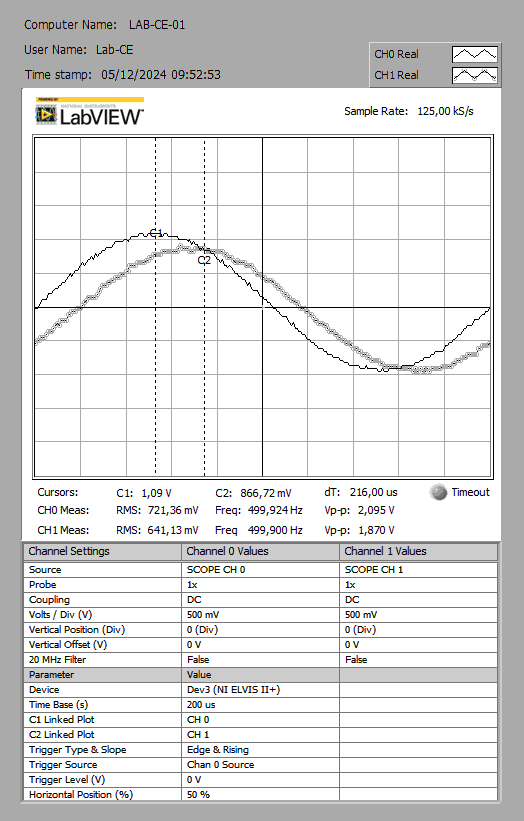 Computer Name: LAB-CE-01
User Name: Lab-CE
Time stamp: 05/12/2024 09:52:53
CH0 Real
CH1 Real
POWERED BY
NATIONAL INSTRUMENTS
LabVIEW™
Sample Rate: 125,00 kS/s
C1
C2
Cursors: C1: 1,09 V C2: 866,72 mV dT: 216,00 us Timeout
CH0 Meas: RMS: 721,36 mV Freq: 499,924 Hz Vp-p: 2,095 V
CH1 Meas: RMS: 641,13 mV Freq 499,900 Hz Vp-p: 1,870 V
Channel Settings Channel 0 Values Channel 1 Values
Source SCOPE CH 0 SCOPE CH 1
Probe 1x 1x
Coupling DC DC
Volts / Div (V) 500 mV 500 mV
Vertical Position (Div) 0 (Div) 0 (Div)
Vertical Offset (V) 0 V 0 V
20 MHz Filter False False
Parameter Value
Device Dev3 (NI ELVIS II+)
Time Base (s) 200 us
C1 Linked Plot CH 0
C2 Linked Plot CH 1
Trigger Type & Slope Edge & Rising
Trigger Source Chan 0 Source
Trigger Level (V) 0 V
Horizontal Position (%) 50 %